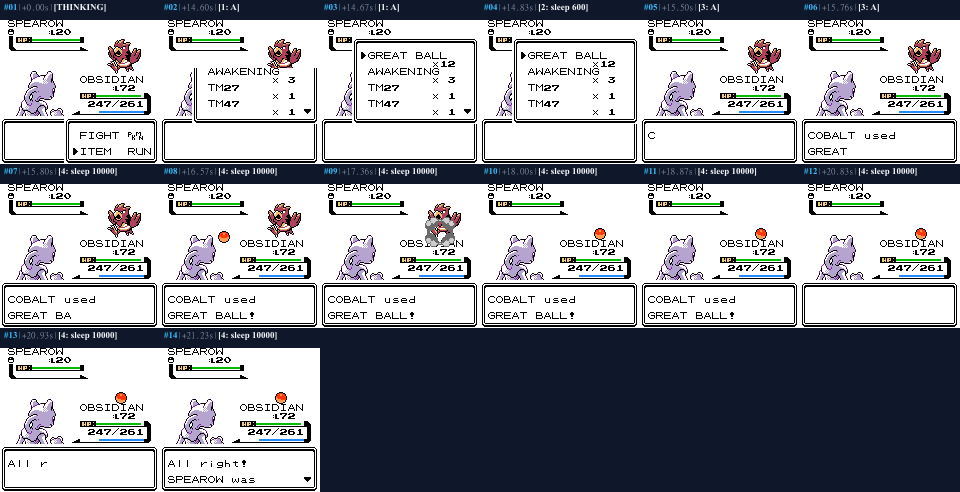 #01|+0.00s|[THINKING]
SPEAROW
:L20
OBSIDIAN
:L72
HP:
247/261
FIGHT PKMN
▶ITEM RUN
#02|+14.60s|[1: A]
SPEAROW
:L20
AWAKENING
× 3
TM27
× 1
TM47
× 1
#03|+14.67s|[1: A]
SPEAROW
▶GREAT BALL
×12
AWAKENING
× 3
TM27
× 1
TM47
× 1
#04|+14.83s|[2: sleep 600]
SPEAROW
▶GREAT BALL
×12
AWAKENING
× 3
TM27
× 1
TM47
× 1
#05|+15.50s|[3: A]
SPEAROW
:L20
OBSIDIAN
:L72
HP:
247/261
C
#06|+15.76s|[3: A]
SPEAROW
:L20
OBSIDIAN
:L72
HP:
247/261
COBALT used
GREAT
#07|+15.80s|[4: sleep 10000]
SPEAROW
:L20
OBSIDIAN
:L72
HP:
247/261
COBALT used
GREAT BA
#08|+16.57s|[4: sleep 10000]
SPEAROW
:L20
OBSIDIAN
:L72
HP:
247/261
COBALT used
GREAT BALL!
#09|+17.36s|[4: sleep 10000]
SPEAROW
:L20
OBSIDIAN
:L72
HP:
247/261
COBALT used
GREAT BALL!
#10|+18.00s|[4: sleep 10000]
SPEAROW
:L20
OBSIDIAN
:L72
HP:
247/261
COBALT used
GREAT BALL!
#11|+18.87s|[4: sleep 10000]
SPEAROW
:L20
OBSIDIAN
:L72
HP:
247/261
COBALT used
GREAT BALL!
#12|+20.83s|[4: sleep 10000]
SPEAROW
:L20
OBSIDIAN
:L72
HP:
247/261
#13|+20.93s|[4: sleep 10000]
SPEAROW
:L20
OBSIDIAN
:L72
HP:
247/261
All r
#14|+21.23s|[4: sleep 10000]
SPEAROW
:L20
OBSIDIAN
:L72
HP:
247/261
All right!
SPEAROW was